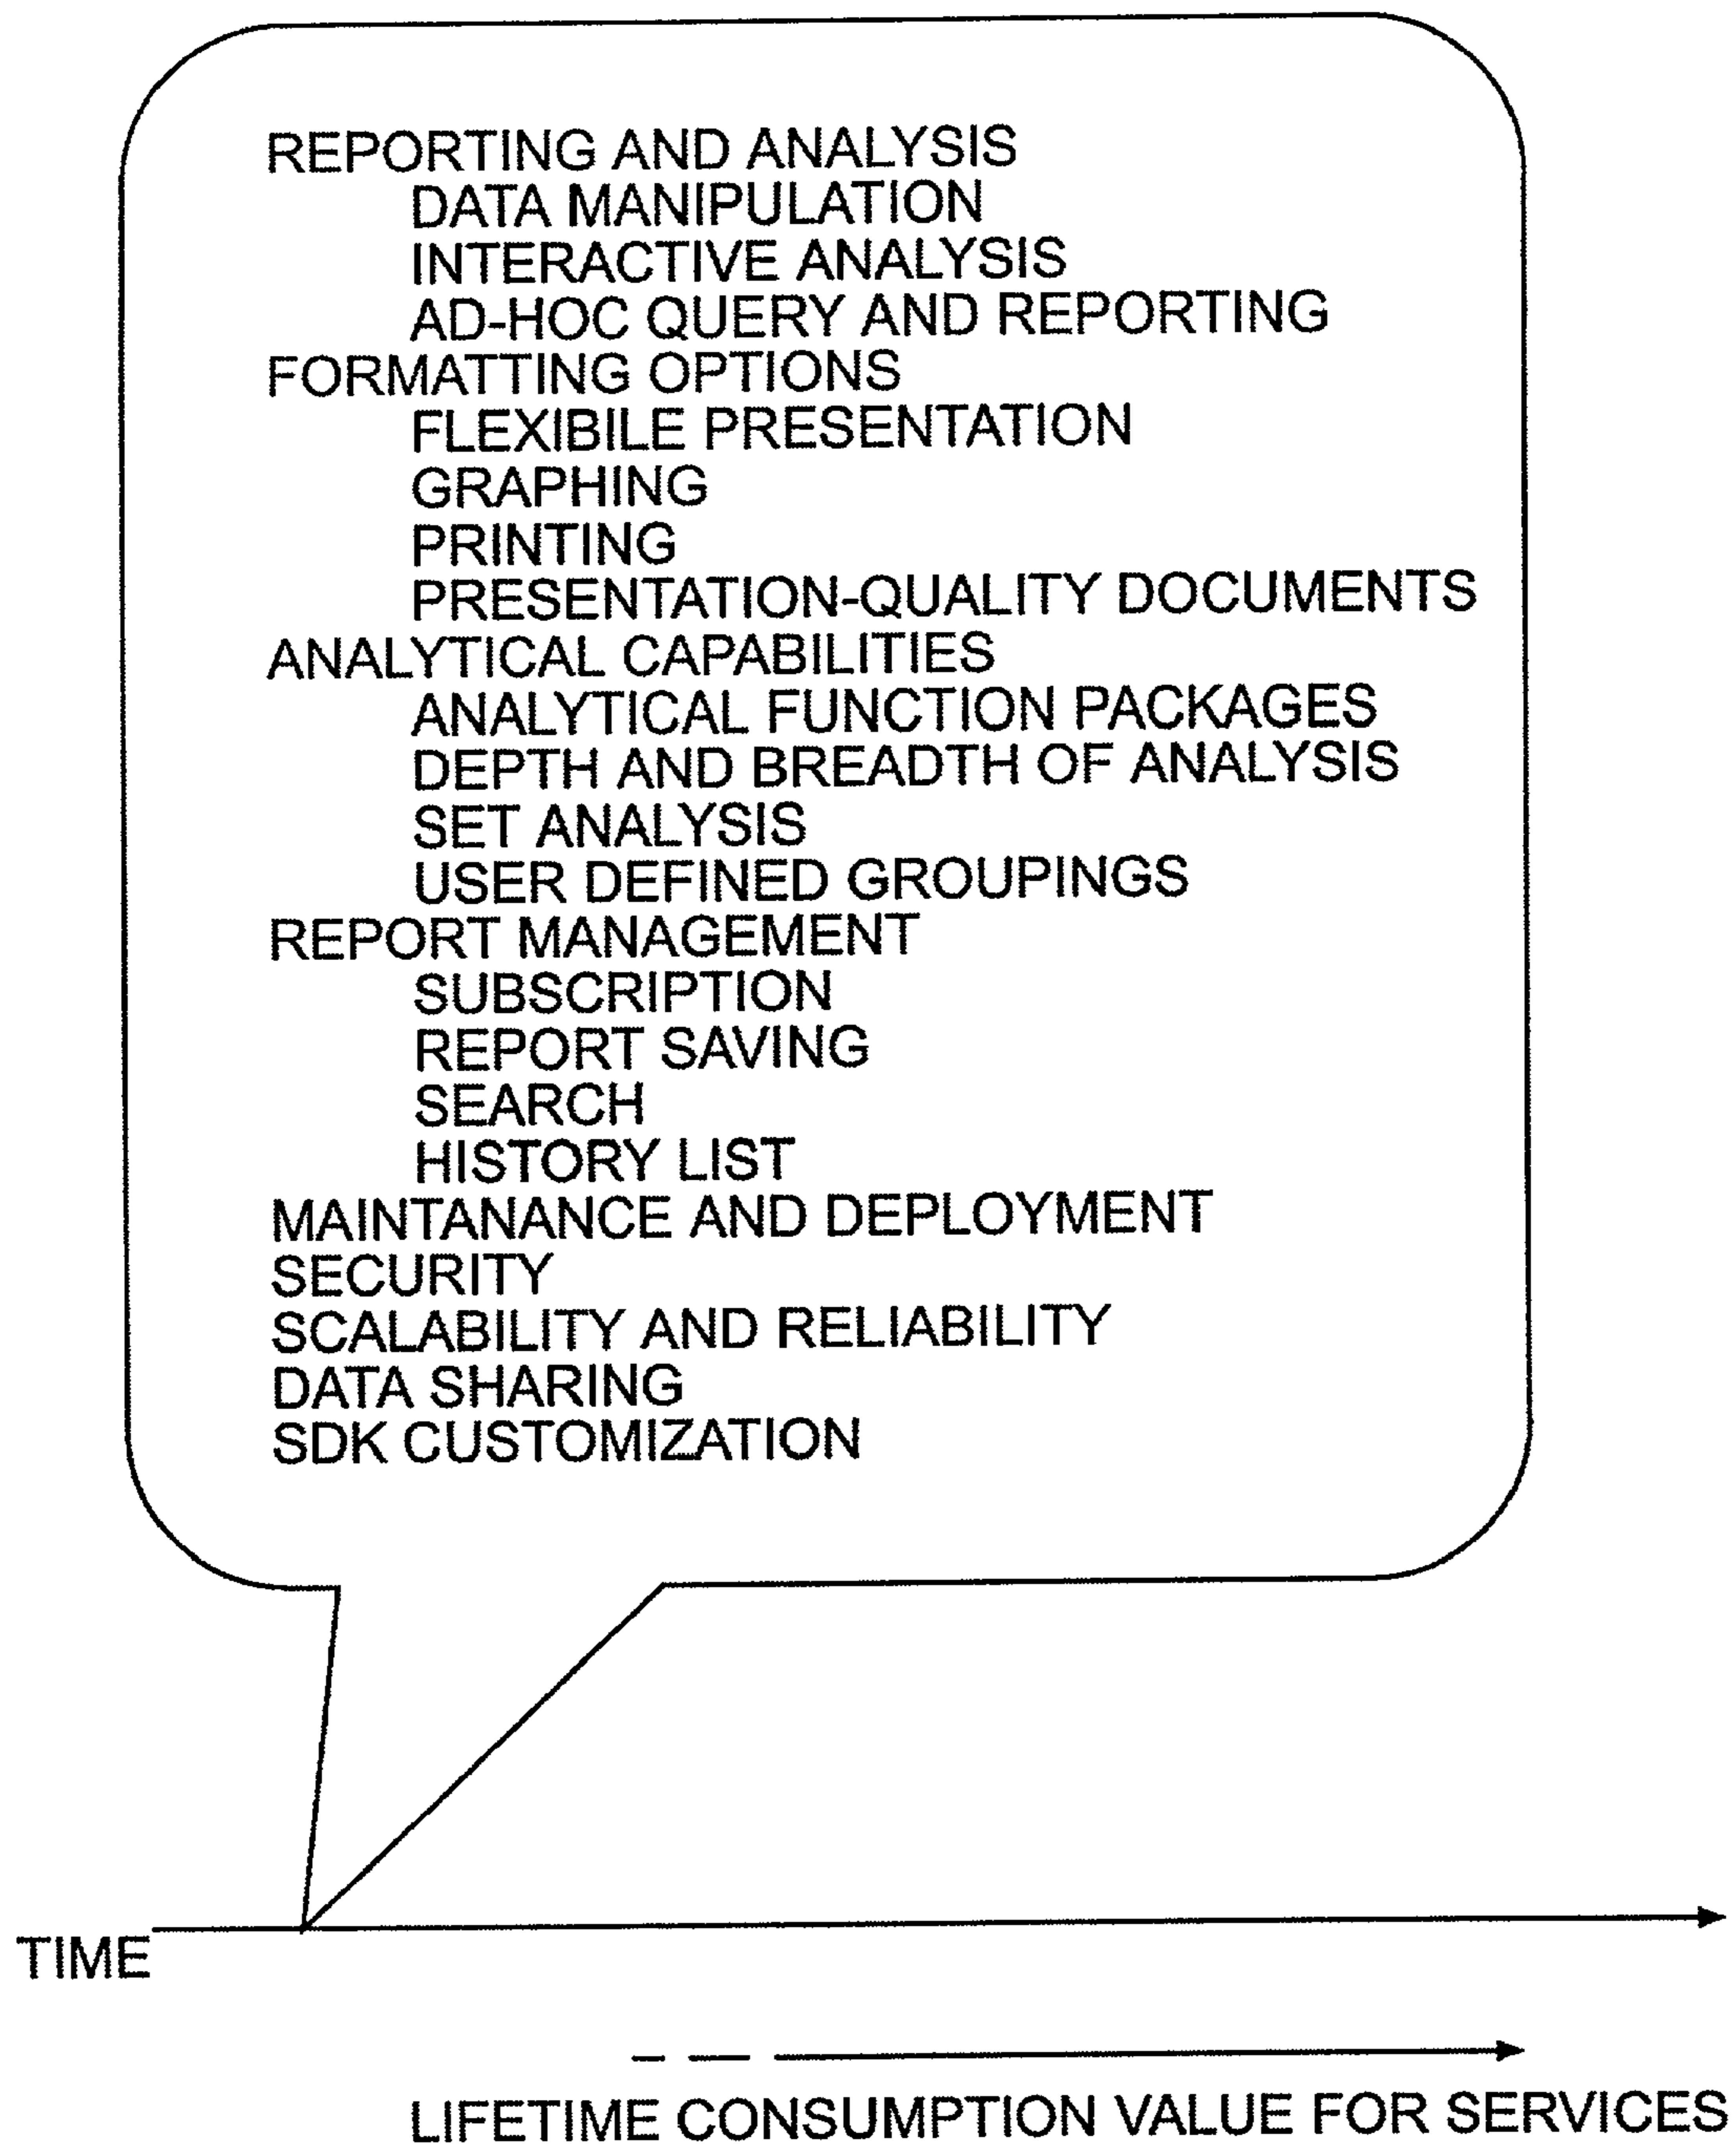 REPORTING AND ANALYSIS
DATA MANIPULATION
INTERACTIVE ANALYSIS
AD-HOC QUERY AND REPORTING
FORMATTING OPTIONS
FLEXIBILE PRESENTATION
GRAPHING
PRINTING
PRESENTATION-QUALITY DOCUMENTS
ANALYTICAL CAPABILITIES
ANALYTICAL FUNCTION PACKAGES
DEPTH AND BREADTH OF ANALYSIS
SET ANALYSIS
USER DEFINED GROUPINGS
REPORT MANAGEMENT
SUBSCRIPTION
REPORT SAVING
SEARCH
HISTORY LIST
MAINTANANCE AND DEPLOYMENT
SECURITY
SCALABILITY AND RELIABILITY
DATA SHARING
SDK CUSTOMIZATION
TIME
LIFETIME CONSUMPTION VALUE FOR SERVICES